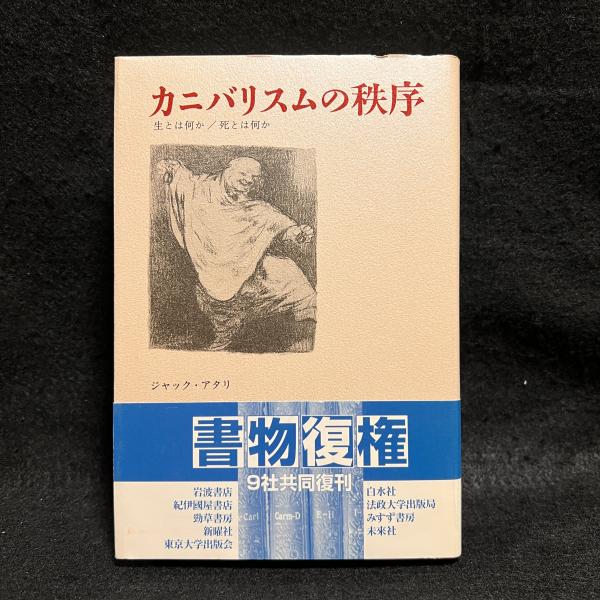 カニバリスムの秩序
生とは何か／死とは何か
ジャック・アタリ
書物復権
9社共同復刊
岩波書店
紀伊國屋書店
勁草書房
新曜社
東京大学出版会
白水社
法政大学出版局
みすず書房
未来社
-Carl
Carm-D
E-Ii